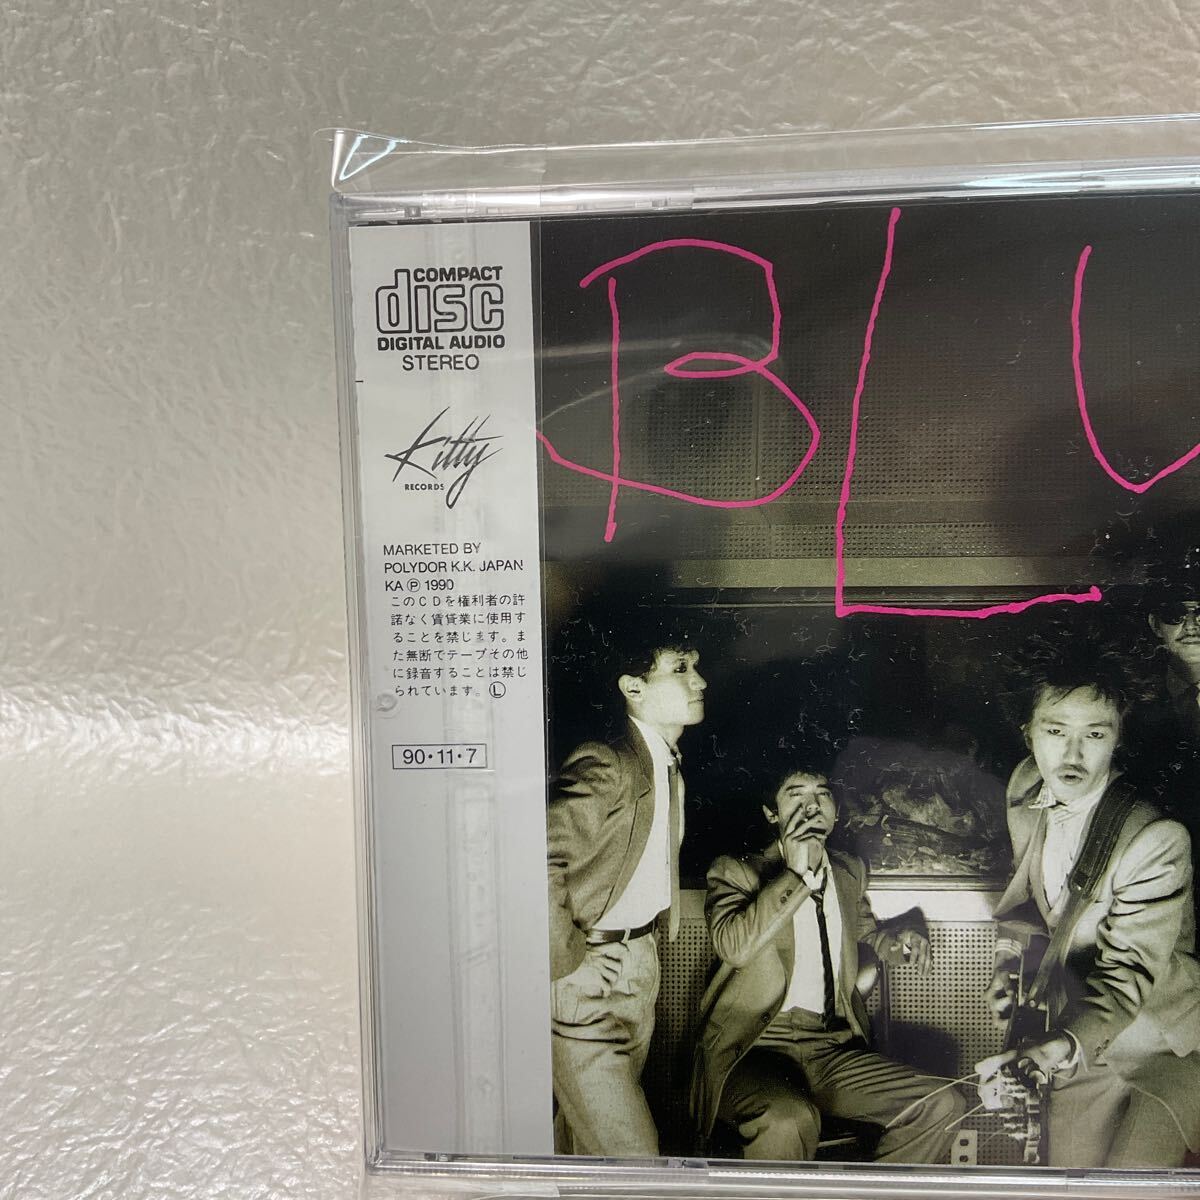 COMPACT
disc
DIGITAL AUDIO
STEREO
Kitty
RECORDS
MARKETED BY
POLYDOR K.K. JAPAN
KA Ⓟ 1990
このCDを権利者の許
諾なく賃貸業に使用す
ることを禁じます。ま
た無断でテープその他
に録音することは禁じ
られています。Ⓛ
90・11・7
BLU